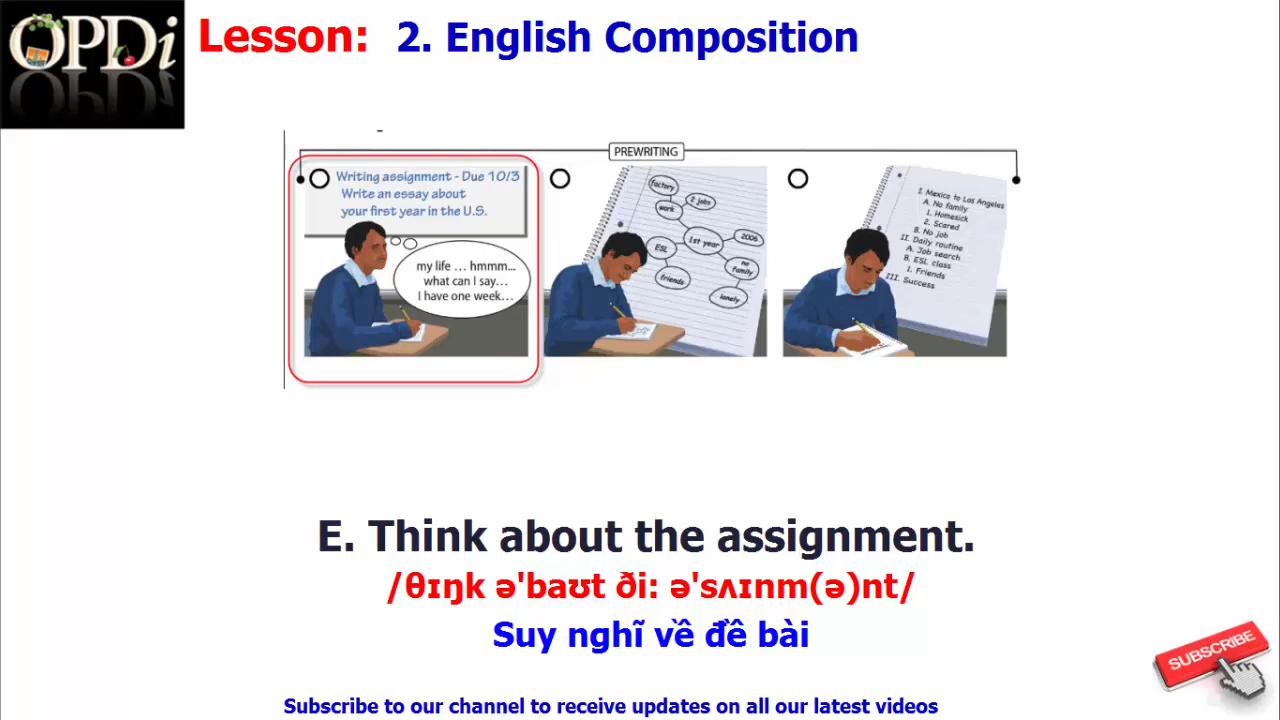 OPDi
Lesson: 2. English Composition
PREWRITING
Writing assignment - Due 10/3
Write an essay about
your first year in the U.S.
my life ... hmmm...
what can I say...
I have one week...
factory
2 jobs
work
1st year
2006
ESL
no
family
friends
lonely
I. Mexico to Los Angeles
A. No family
1. Homesick
2. Scared
B. No job
II. Daily routine
A. Job search
B. ESL class
1. Friends
III. Success
E. Think about the assignment.
/θɪŋk ə'baʊt ði: ə'sʌɪnm(ə)nt/
Suy nghĩ về đề bài
SUBSCRIBE
Subscribe to our channel to receive updates on all our latest videos